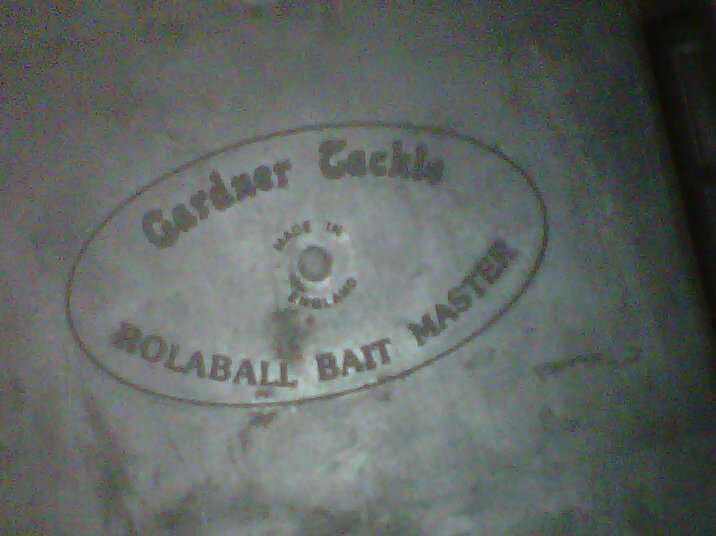 Gardner Tackle
MADE IN
ENGLAND
ROLABALL BAIT MASTER